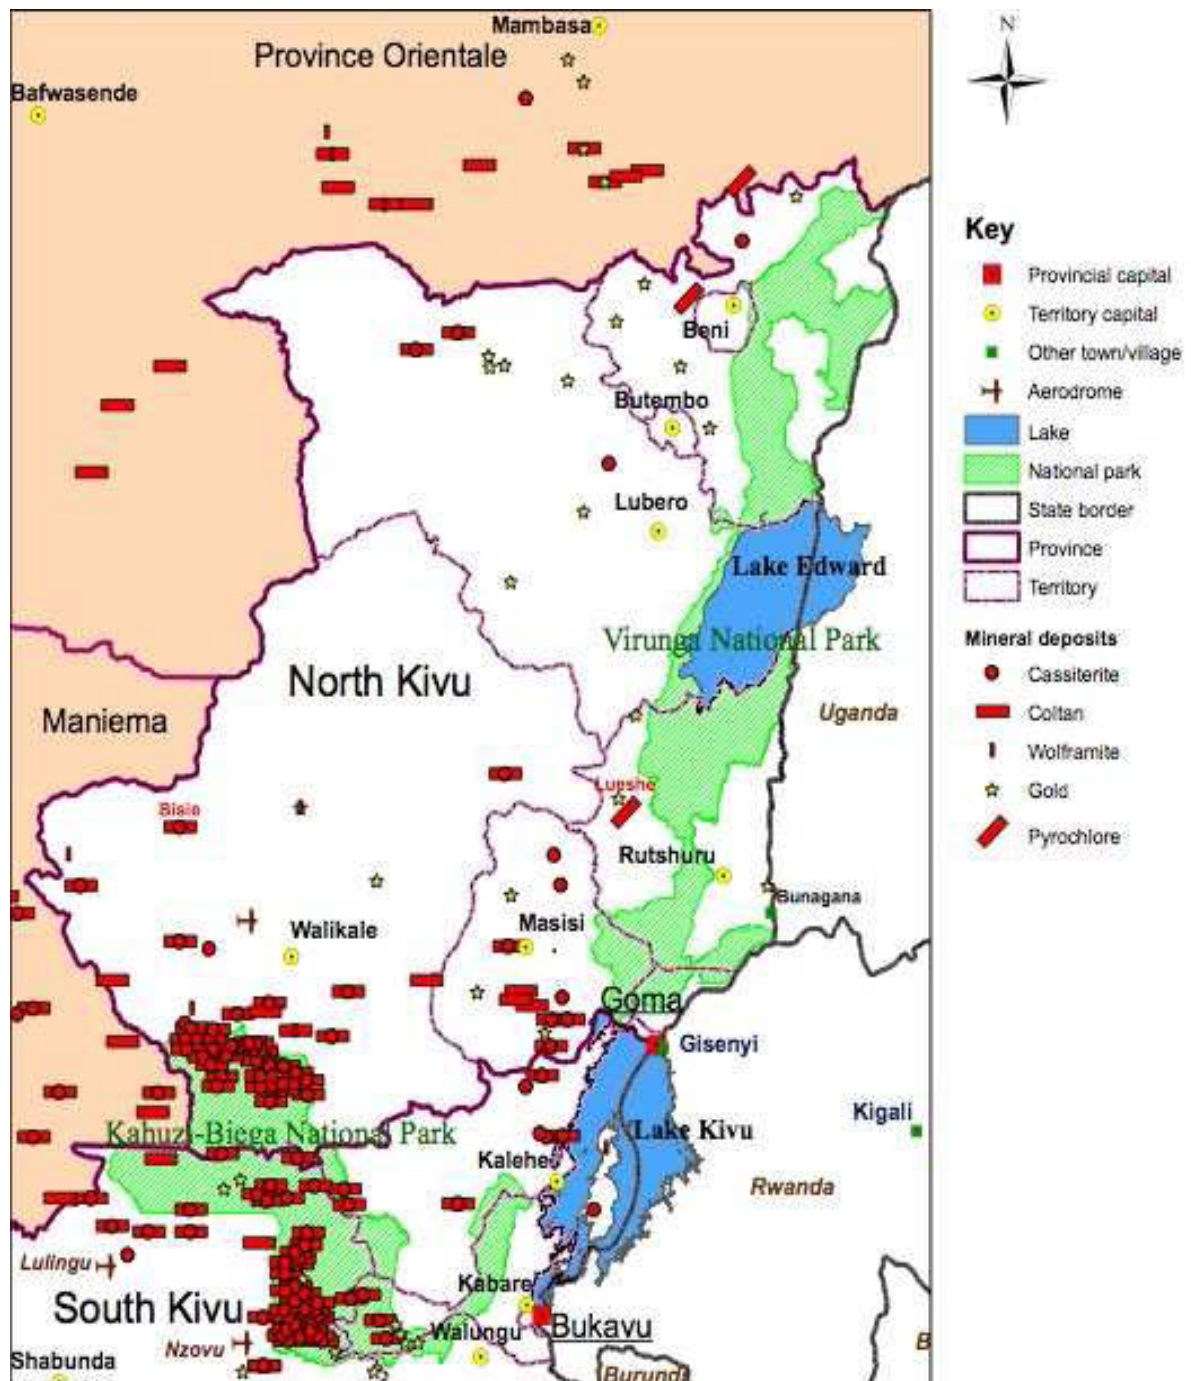 Mambasa
Province Orientale
Bafwasende
N
Key
Provincial capital
Territory capital
Other town/village
Aerodrome
Lake
National park
State border
Province
Territory
Mineral deposits
Cassiterite
Coltan
Wolframite
Gold
Pyrochlore
Beni
Butembo
Lubero
Lake Edward
Virunga National Park
North Kivu
Maniema
Uganda
Lueshe
Bisie
Rutshuru
Bunagana
Masisi
Walikale
Goma
Gisenyi
Kigali
Kahuzi-Biega National Park
Lake Kivu
Kalehe
Rwanda
Lulingu
South Kivu
Kabare
Bukavu
Walungu
Nzovu
Shabunda
B
Burundi